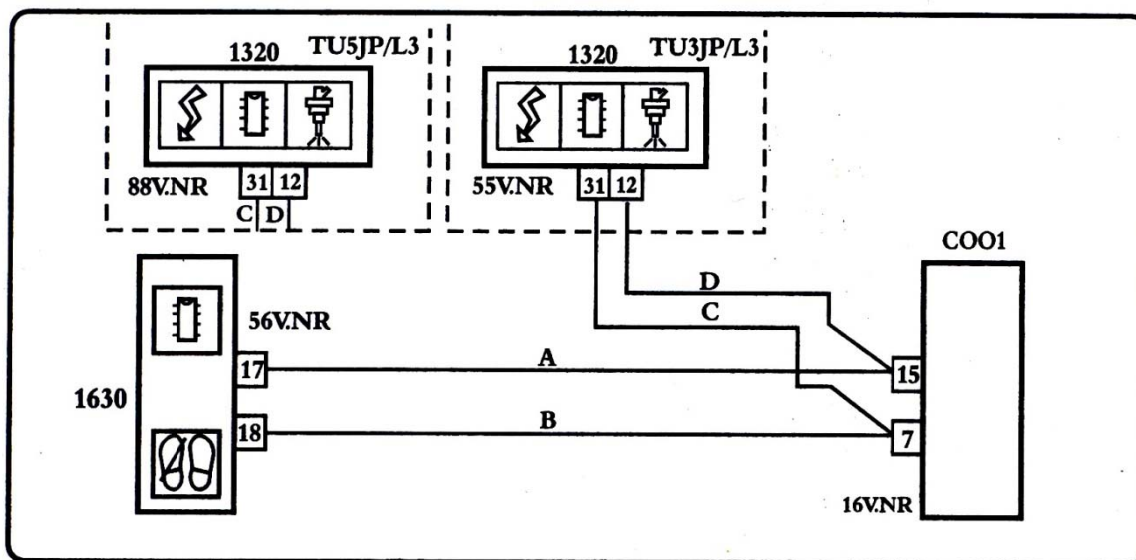 TU5JP/L3
1320
88V.NR
31 12
C D
TU3JP/L3
1320
55V.NR
31 12
COO1
D
C
56V.NR
17
A
15
1630
18
B
7
16V.NR